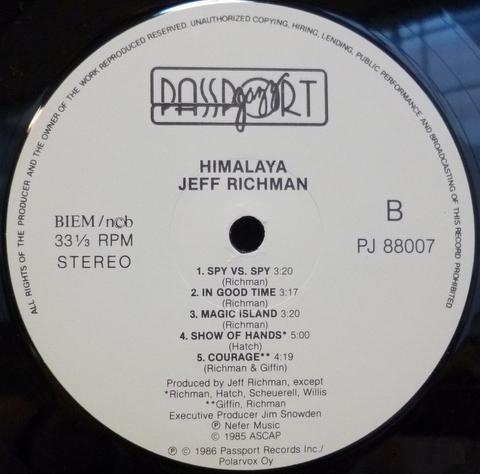 ALL RIGHTS OF THE PRODUCER AND THE OWNER OF THE WORK REPRODUCED RESERVED. UNAUTHORIZED COPYING, HIRING, LENDING, PUBLIC PERFORMANCE AND BROADCASTING OF THIS RECORD PROHIBITED
PASSPORT
jazz
HIMALAYA
JEFF RICHMAN
BIEM/ncb
33⅓ RPM
STEREO
B
PJ 88007
1. SPY VS. SPY 3:20
(Richman)
2. IN GOOD TIME 3:17
(Richman)
3. MAGIC ISLAND 3:20
(Richman)
4. SHOW OF HANDS* 5:00
(Hatch)
5. COURAGE** 4:19
(Richman & Giffin)
Produced by Jeff Richman, except
*Richman, Hatch, Scheuerell, Willis
**Giffin, Richman
Executive Producer Jim Snowden
℗ Nefer Music
© 1985 ASCAP
℗ © 1986 Passport Records Inc./
Polarvox Oy